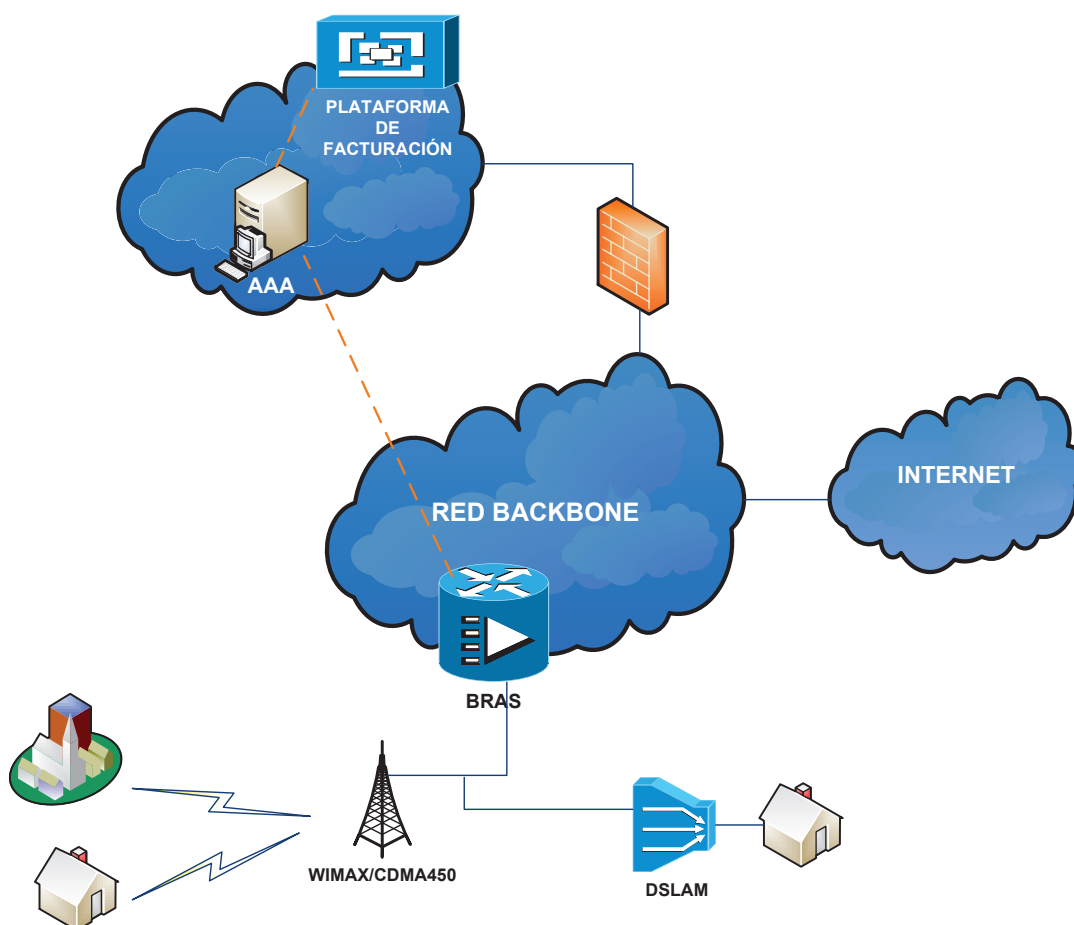 PLATAFORMA
DE
FACTURACIÓN
AAA
INTERNET
RED BACKBONE
BRAS
WIMAX/CDMA450
DSLAM